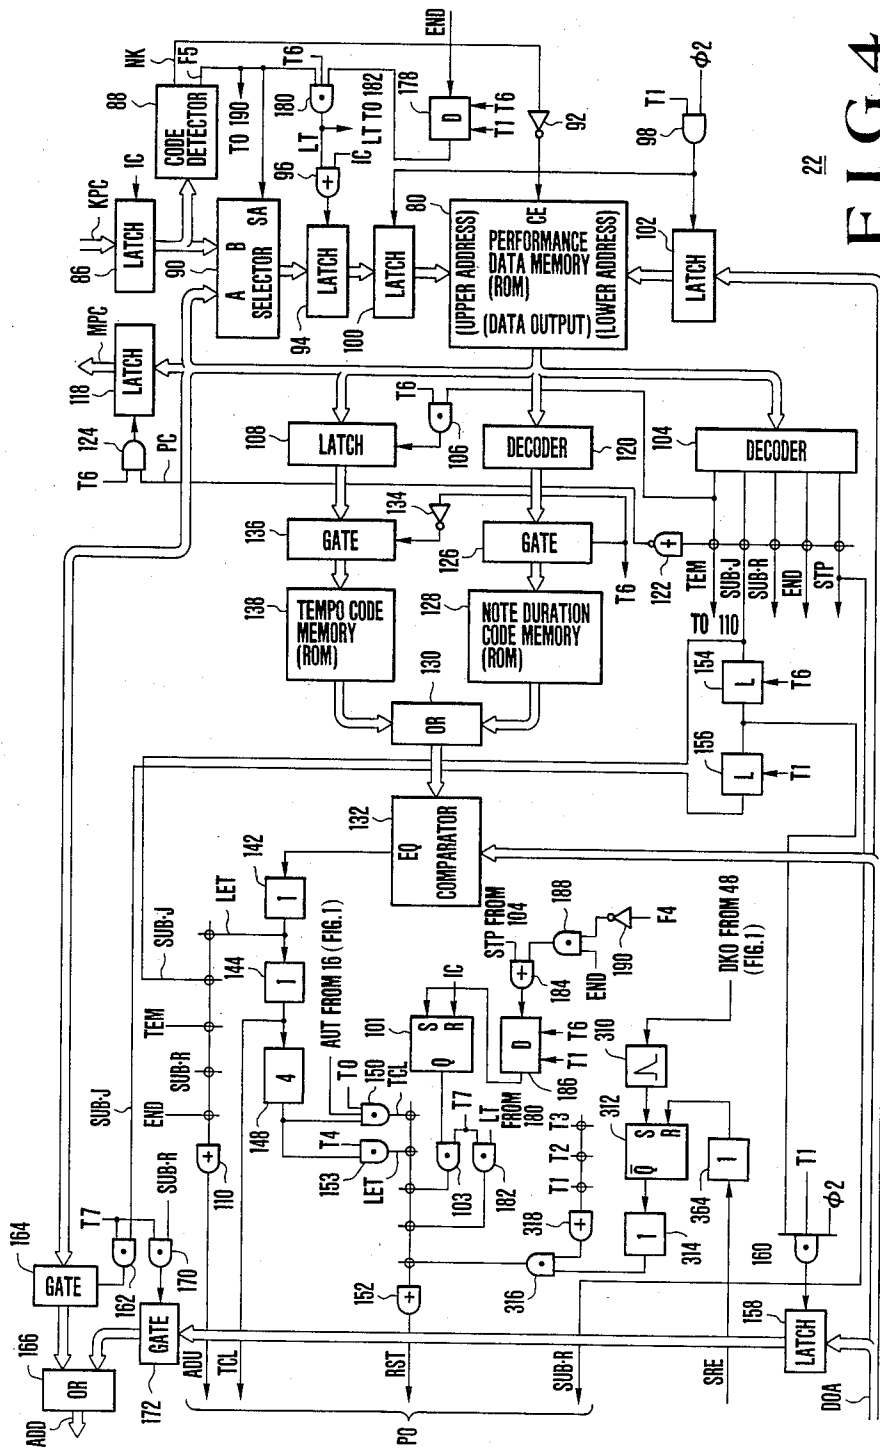 FIG. 4
22
KPC
86
LATCH
IC
88
CODE
DETECTOR
NK
F5
TO 190
T6
180
LT
LT TO 182
96
IC
178
D
T1 T6
END
92
98
T1
φ2
90
A B
SELECTOR
SA
94
LATCH
100
LATCH
80
(UPPER ADDRESS)
CE
PERFORMANCE
DATA MEMORY
(ROM)
(DATA OUTPUT)
(LOWER ADDRESS)
102
LATCH
MPC
118
LATCH
124
T6
PC
108
LATCH
T6
106
DECODER
120
104
DECODER
136
GATE
134
126
GATE
T6
122
TEM
SUB·J
SUB·R
END
STP
TO 110
138
TEMPO CODE
MEMORY
(ROM)
128
NOTE DURATION
CODE MEMORY
(ROM)
130
OR
154
L
T6
156
L
T1
132
EQ
COMPARATOR
142
1
LET
SUB·J
144
1
TEM
SUB·R
END
148
4
110
SUB·J
AUT FROM 16 (FIG.1)
T0
150
TCL
T4
153
LET
101
S
R
Q
IC
STP FROM
104
184
188
END
190
F4
D
T1 T6
186
T7
103
182
LT
FROM
180
T1 T2 T3
318
DKO FROM 48
(FIG.1)
310
312
S
Q̄ R
1
364
1
314
316
152
164
GATE
T7
162
SUB·R
170
166
OR
ADD
172
GATE
ADU
TCL
RST
SUB·R
PO
SRE
DOA
158
LATCH
160
T1
φ2